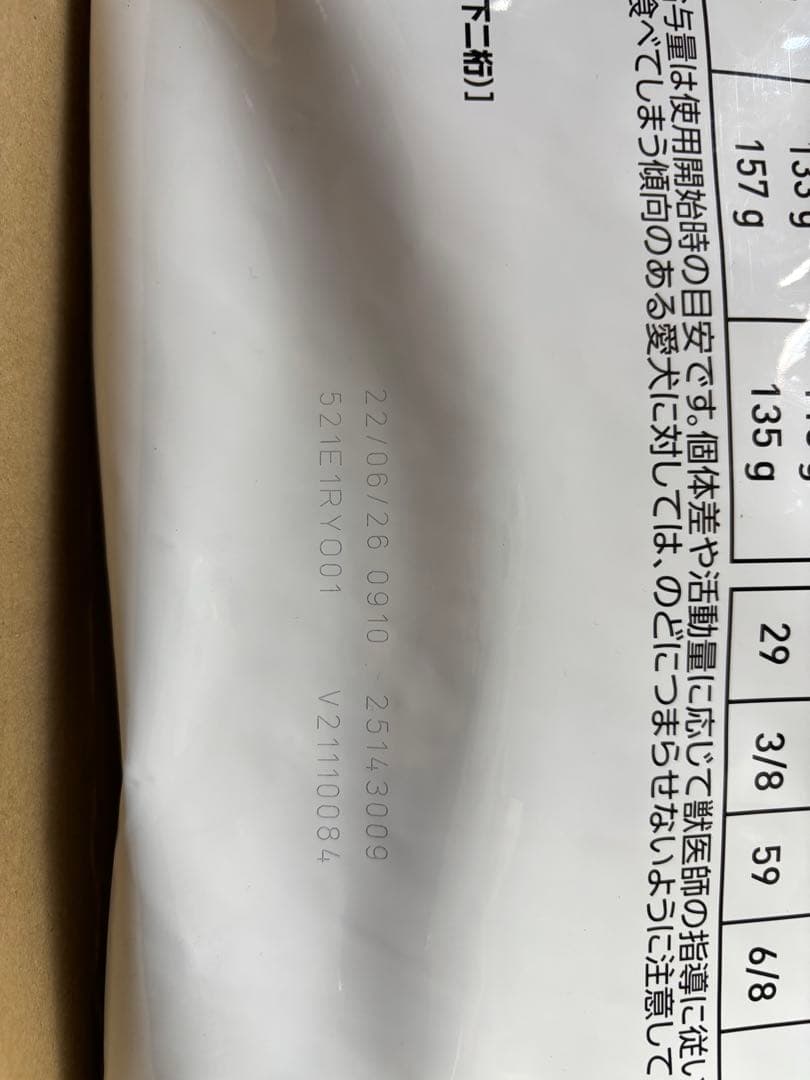 157 g 135 g 29 3/8 59 6/8
与量は使用開始時の目安です。個体差や活動量に応じて獣医師の指導に従い
食べてしまう傾向のある愛犬に対しては、のどにつまらせないように注意して
下二桁)]
22/06/26 0910 25143009
521E1RY001 V21110084